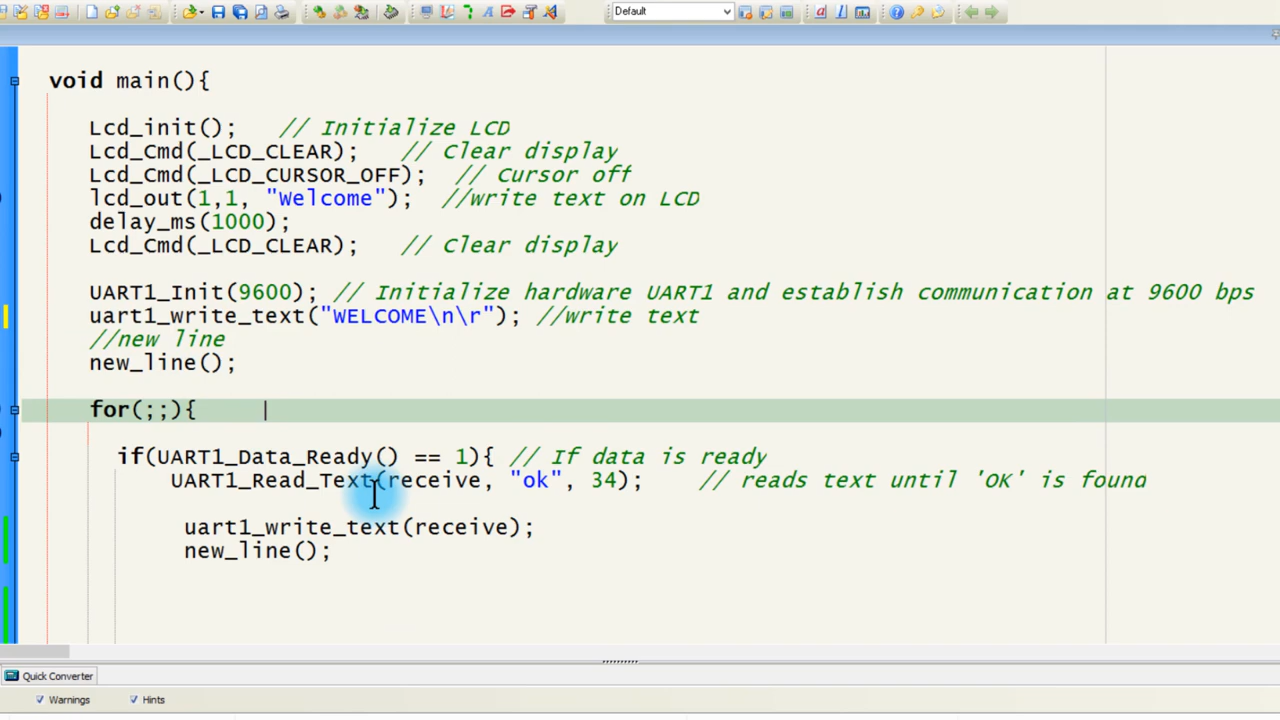 Default
void main(){
Lcd_init(); // Initialize LCD
Lcd_Cmd(_LCD_CLEAR); // Clear display
Lcd_Cmd(_LCD_CURSOR_OFF); // Cursor off
lcd_out(1,1, "Welcome"); //write text on LCD
delay_ms(1000);
Lcd_Cmd(_LCD_CLEAR); // Clear display
UART1_Init(9600); // Initialize hardware UART1 and establish communication at 9600 bps
uart1_write_text("WELCOME\n\r"); //write text
//new line
new_line();
for(;;){
if(UART1_Data_Ready() == 1){ // If data is ready
UART1_Read_Text(receive, "ok", 34); // reads text until 'OK' is found
uart1_write_text(receive);
new_line();
Quick Converter
Warnings Hints